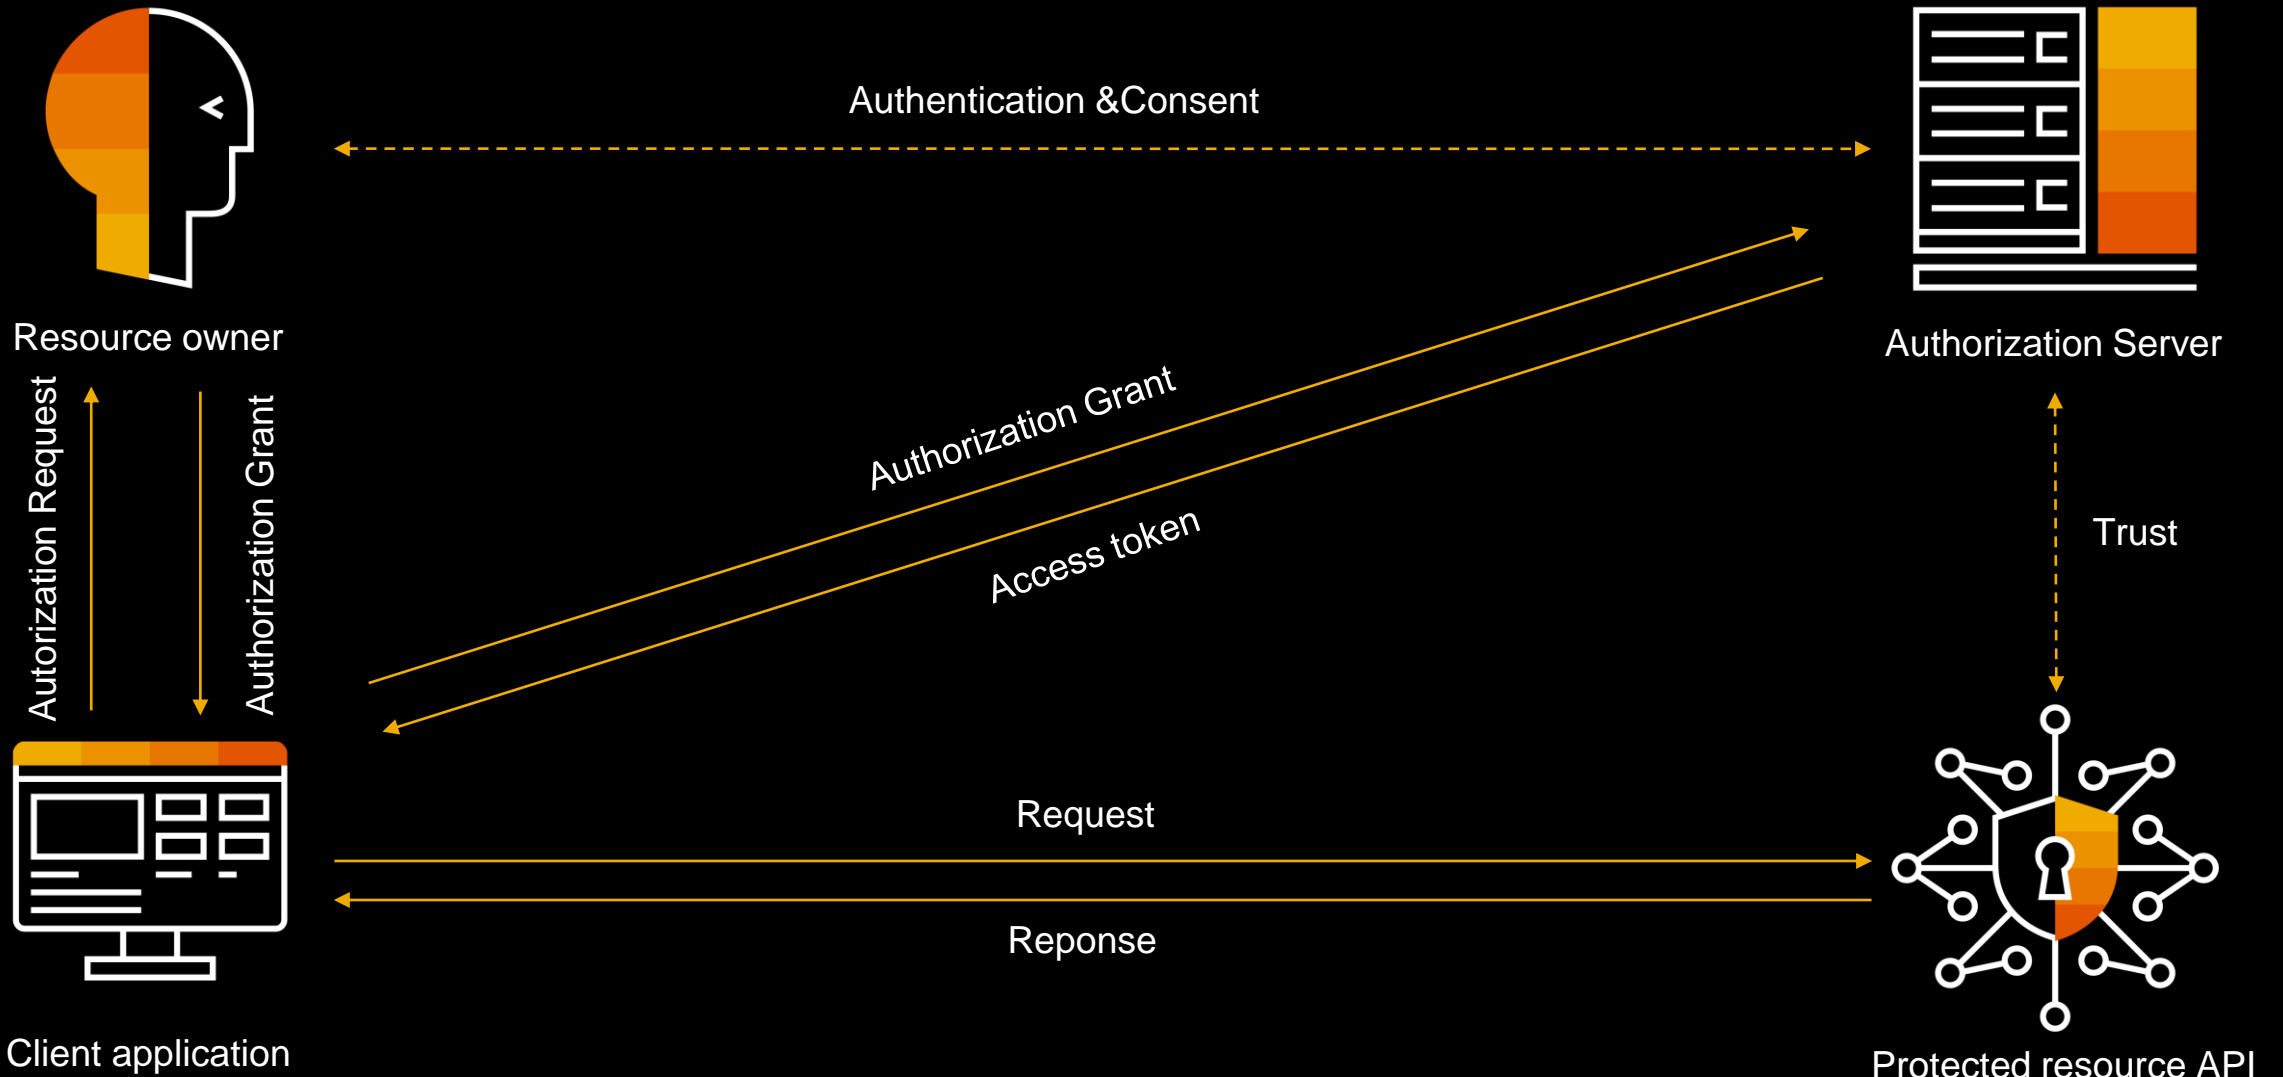 Authentication &Consent
Resource owner
Authorization Server
Autorization Request
Authorization Grant
Authorization Grant
Access token
Trust
Request
Reponse
Client application
Protected resource API